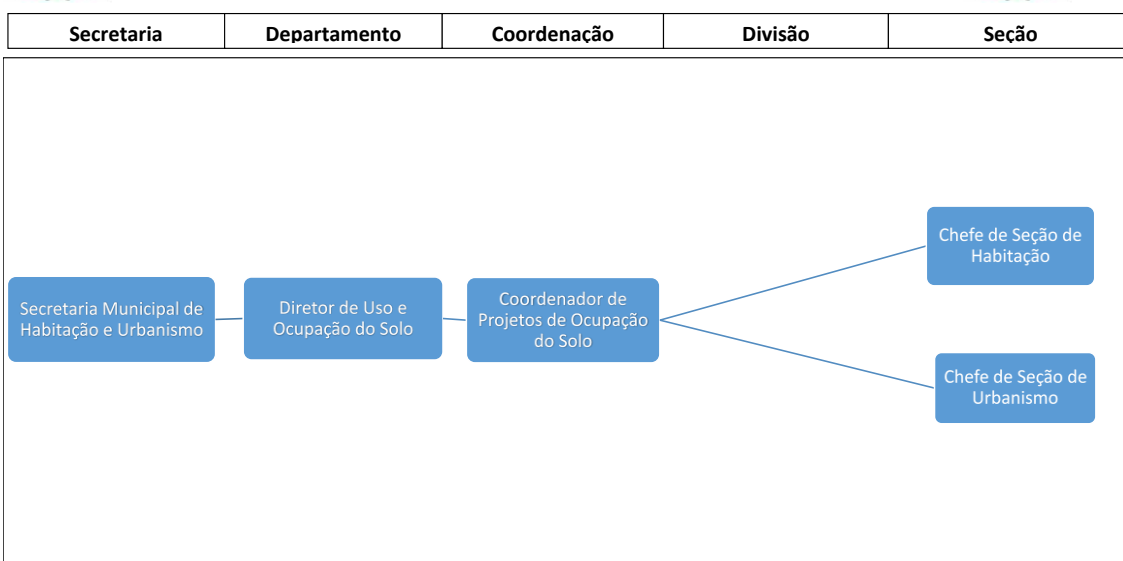 Secretaria Departamento Coordenação Divisão Seção
Chefe de Seção de
Habitação
Secretaria Municipal de
Habitação e Urbanismo
Diretor de Uso e
Ocupação do Solo
Coordenador de
Projetos de Ocupação
do Solo
Chefe de Seção de
Urbanismo